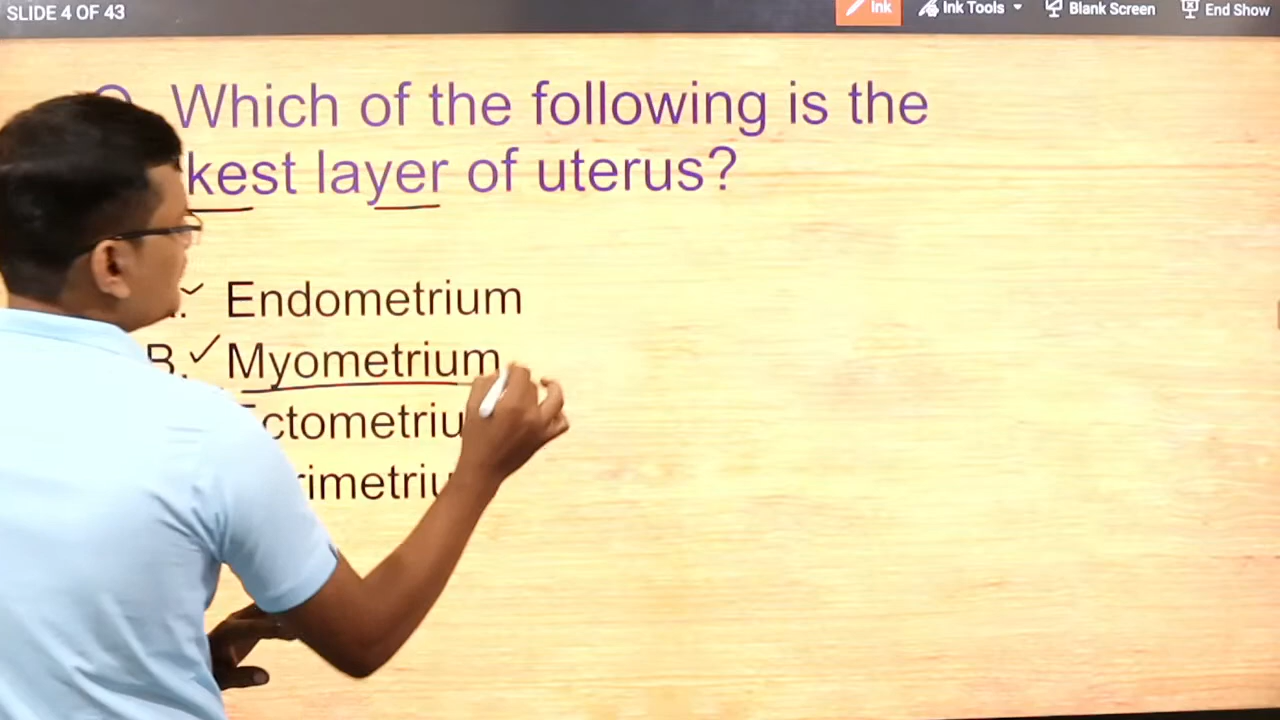 SLIDE 4 OF 43
Ink
Ink Tools
Blank Screen
End Show
Which of the following is the
kest layer of uterus?
Endometrium
B. Myometrium
ctometriu
rimetriu